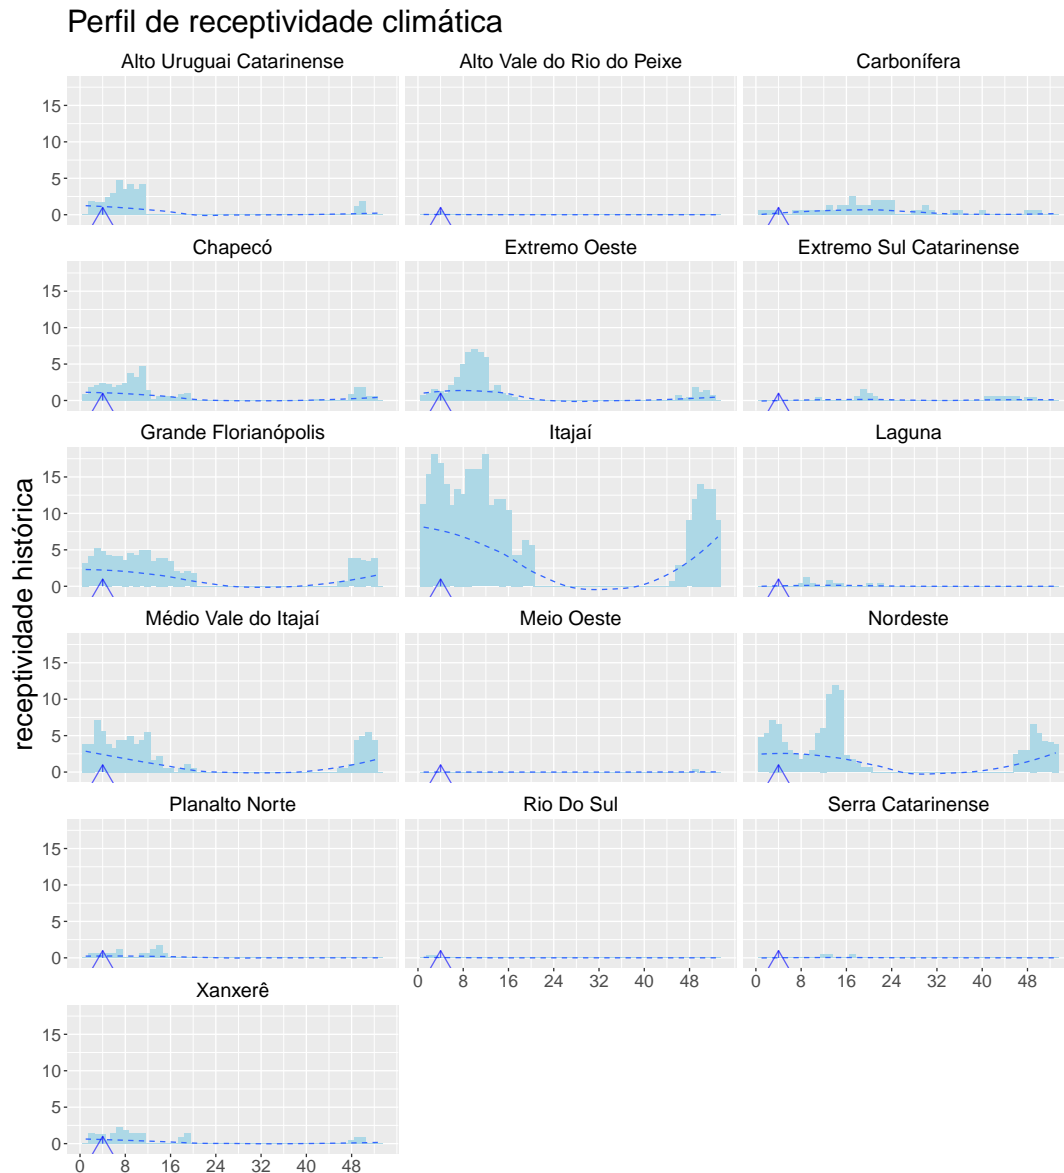 Perfil de receptividade climática
Alto Uruguai Catarinense
Alto Vale do Rio do Peixe
Carbonífera
15
10
5
0
Chapecó
Extremo Oeste
Extremo Sul Catarinense
15
10
5
0
Grande Florianópolis
Itajaí
Laguna
15
10
5
0
receptividade histórica
Médio Vale do Itajaí
Meio Oeste
Nordeste
15
10
5
0
Planalto Norte
Rio Do Sul
Serra Catarinense
15
10
5
0
0 8 16 24 32 40 48
0 8 16 24 32 40 48
Xanxerê
15
10
5
0
0 8 16 24 32 40 48